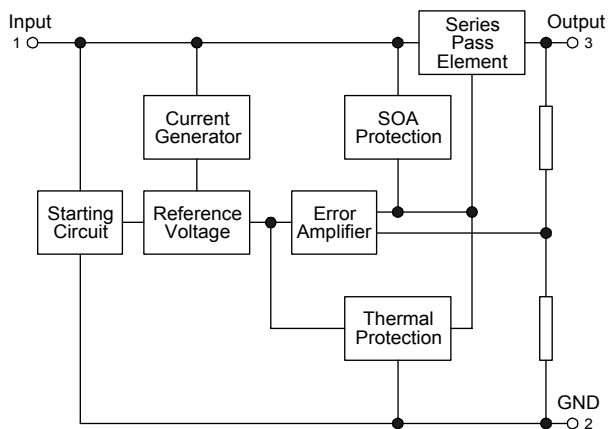 Input
1
Series
Pass
Element
Output
3
Current
Generator
SOA
Protection
Starting
Circuit
Reference
Voltage
Error
Amplifier
Thermal
Protection
GND
2